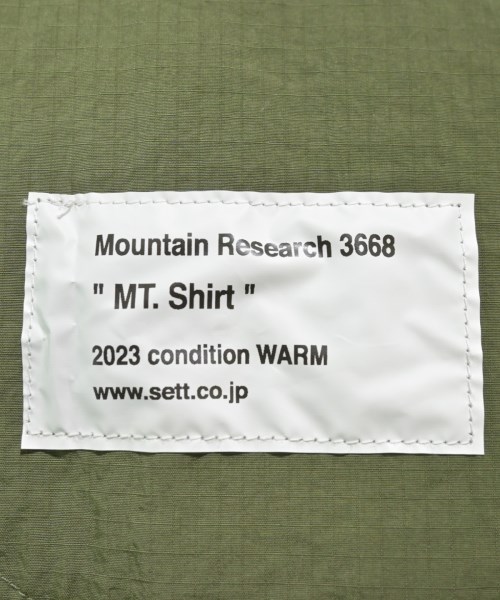 Mountain Research 3668
" MT. Shirt "
2023 condition WARM
www.sett.co.jp